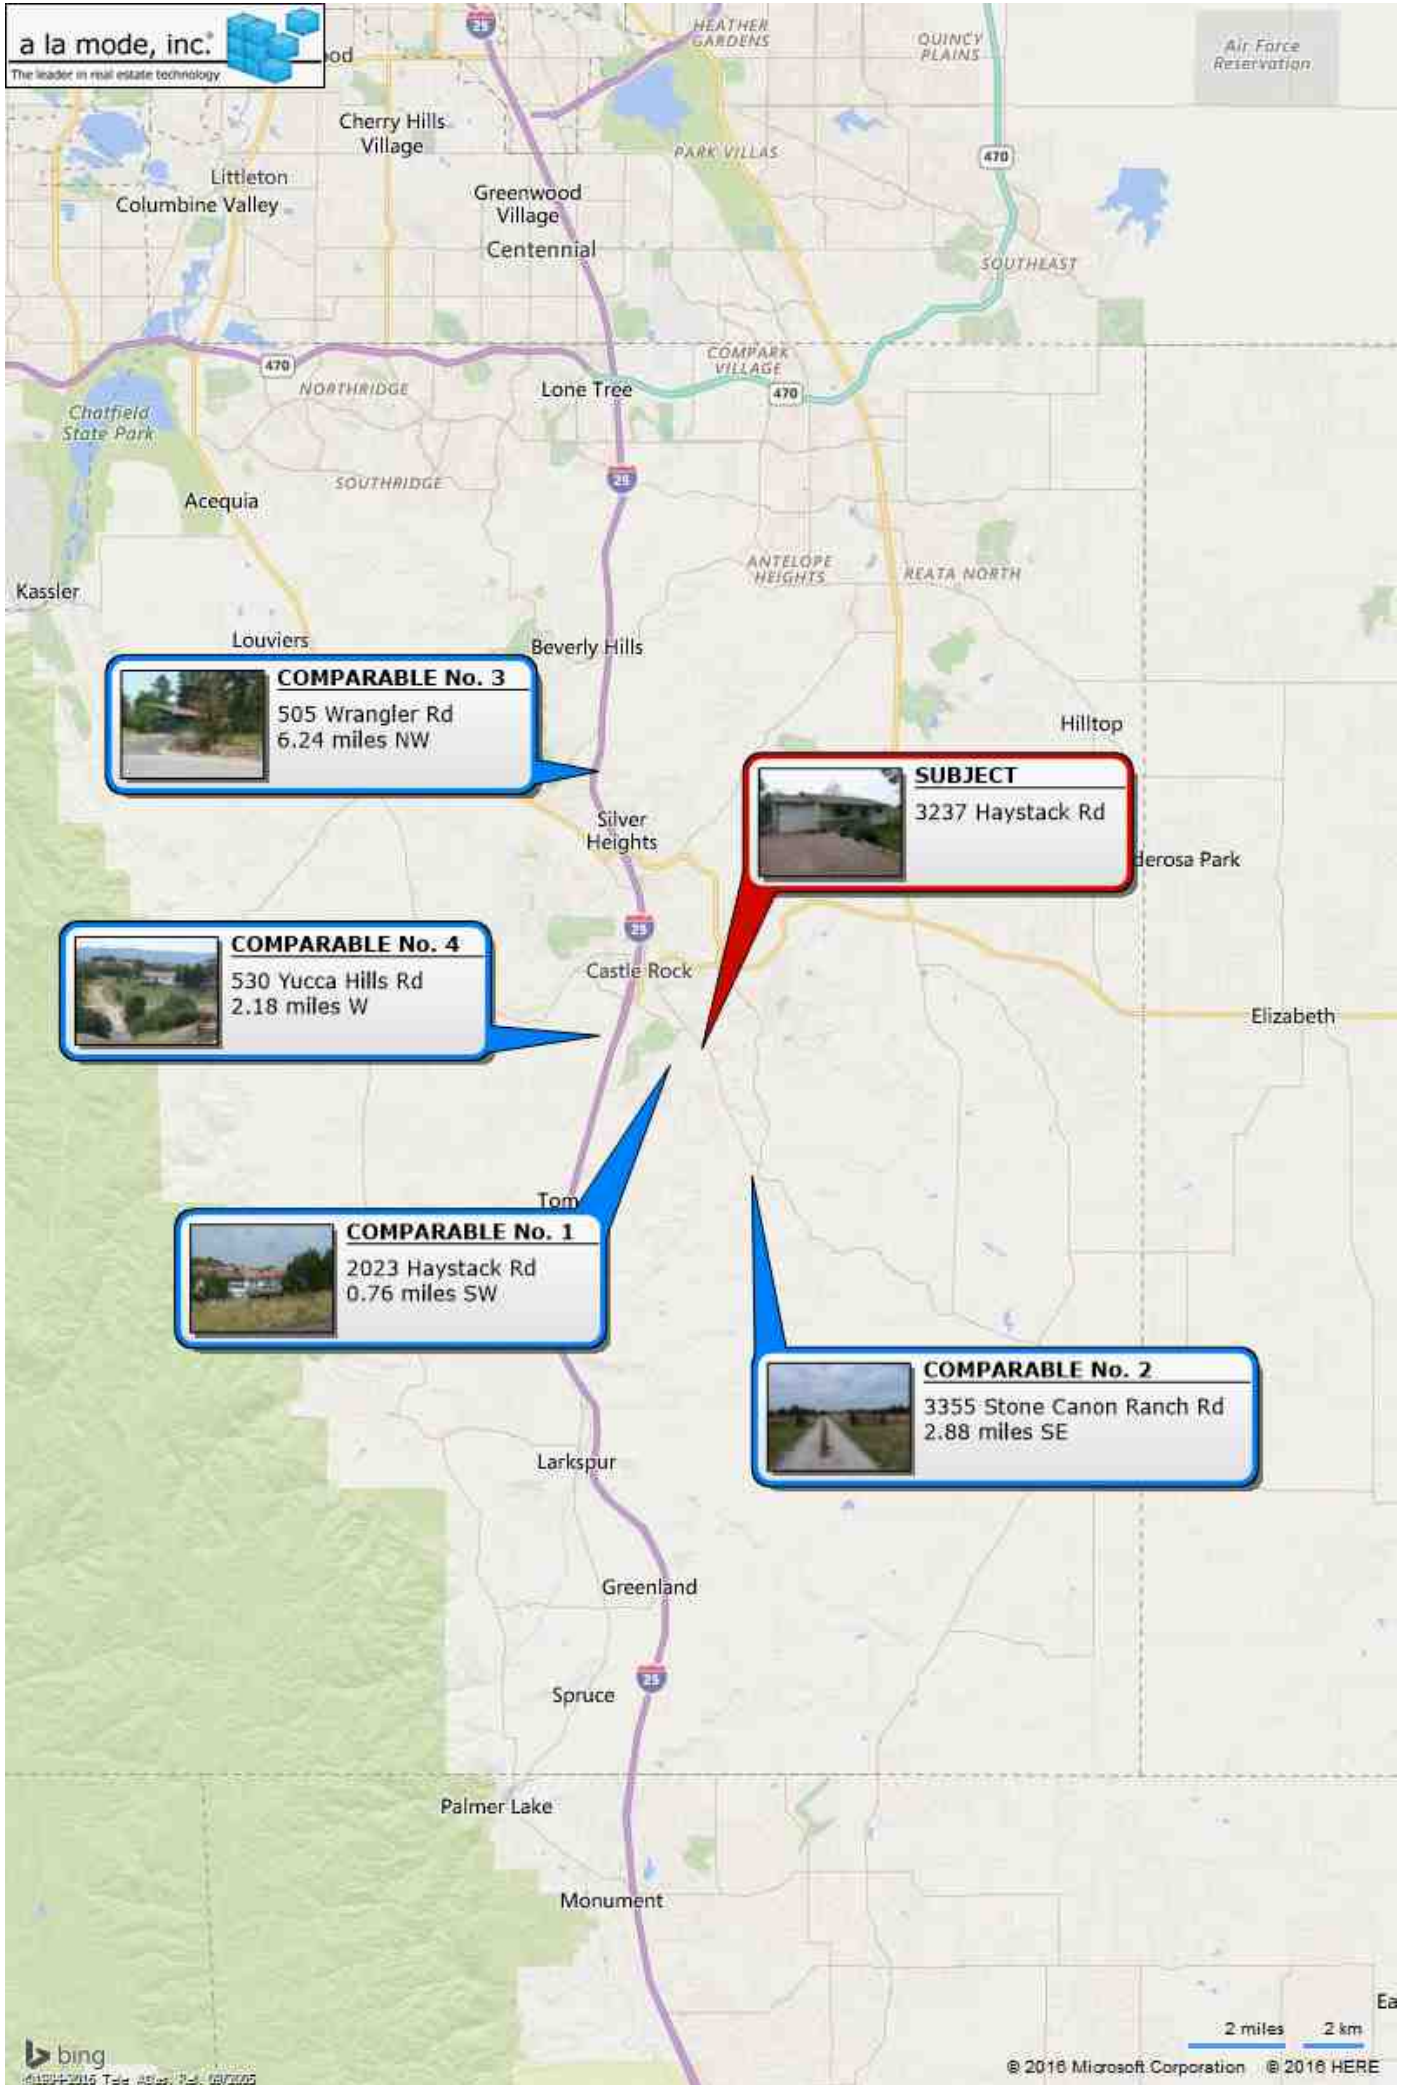 a la mode, inc.
The leader in real estate technology
ood
25
HEATHER
GARDENS
QUINCY
PLAINS
Air Force
Reservation
Cherry Hills
Village
PARK VILLAS
470
Littleton
Columbine Valley
Greenwood
Village
Centennial
SOUTHEAST
470
NORTHRIDGE
Lone Tree
COMPARK
VILLAGE
470
Chatfield
State Park
SOUTHRIDGE
25
Acequia
ANTELOPE
HEIGHTS
REATA NORTH
Kassler
Louviers
Beverly Hills
COMPARABLE No. 3
505 Wrangler Rd
6.24 miles NW
Hilltop
SUBJECT
3237 Haystack Rd
Silver
Heights
derosa Park
25
COMPARABLE No. 4
530 Yucca Hills Rd
2.18 miles W
Castle Rock
Elizabeth
Tom
COMPARABLE No. 1
2023 Haystack Rd
0.76 miles SW
COMPARABLE No. 2
3355 Stone Canon Ranch Rd
2.88 miles SE
Larkspur
Greenland
25
Spruce
Palmer Lake
Monument
Ea
2 miles 2 km
bing
© 2016 Microsoft Corporation © 2016 HERE